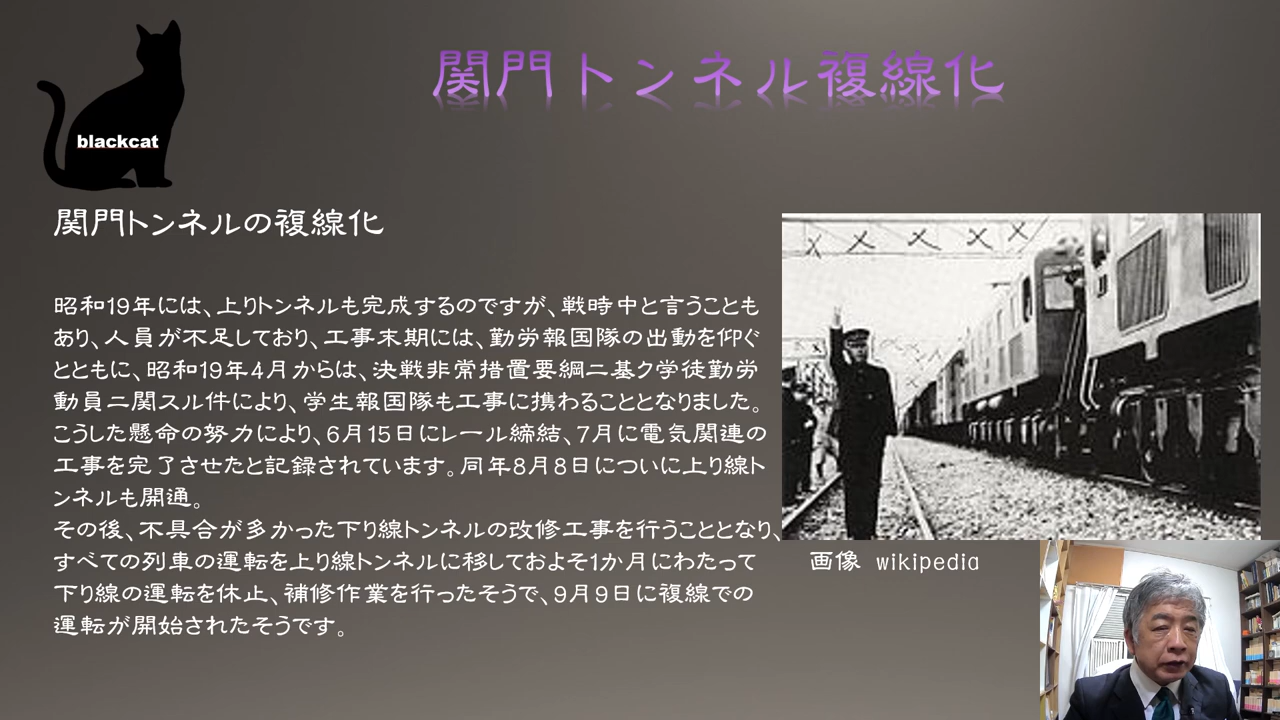 blackcat
関門トンネル複線化
関門トンネルの複線化
昭和19年には、上りトンネルも完成するのですが、戦時中と言うことも
あり、人員が不足しており、工事末期には、勤労報国隊の出動を仰ぐ
とともに、昭和19年4月からは、決戦非常措置要綱ニ基ク学徒勤労
動員ニ関スル件により、学生報国隊も工事に携わることとなりました。
こうした懸命の努力により、6月15日にレール締結、7月に電気関連の
工事を完了させたと記録されています。同年8月8日についに上り線ト
ンネルも開通。
その後、不具合が多かった下り線トンネルの改修工事を行うこととなり、
すべての列車の運転を上り線トンネルに移しておよそ1か月にわたって
下り線の運転を休止、補修作業を行ったそうで、9月9日に複線での
運転が開始されたそうです。
画像 wikipedia